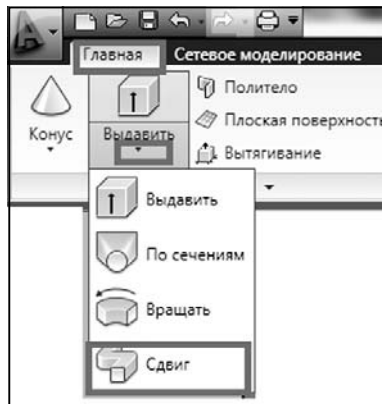 Главная Сетевое моделирование
Конус
Выдавить
Политело
Плоская поверхность
Вытягивание
Выдавить
По сечениям
Вращать
Сдвиг